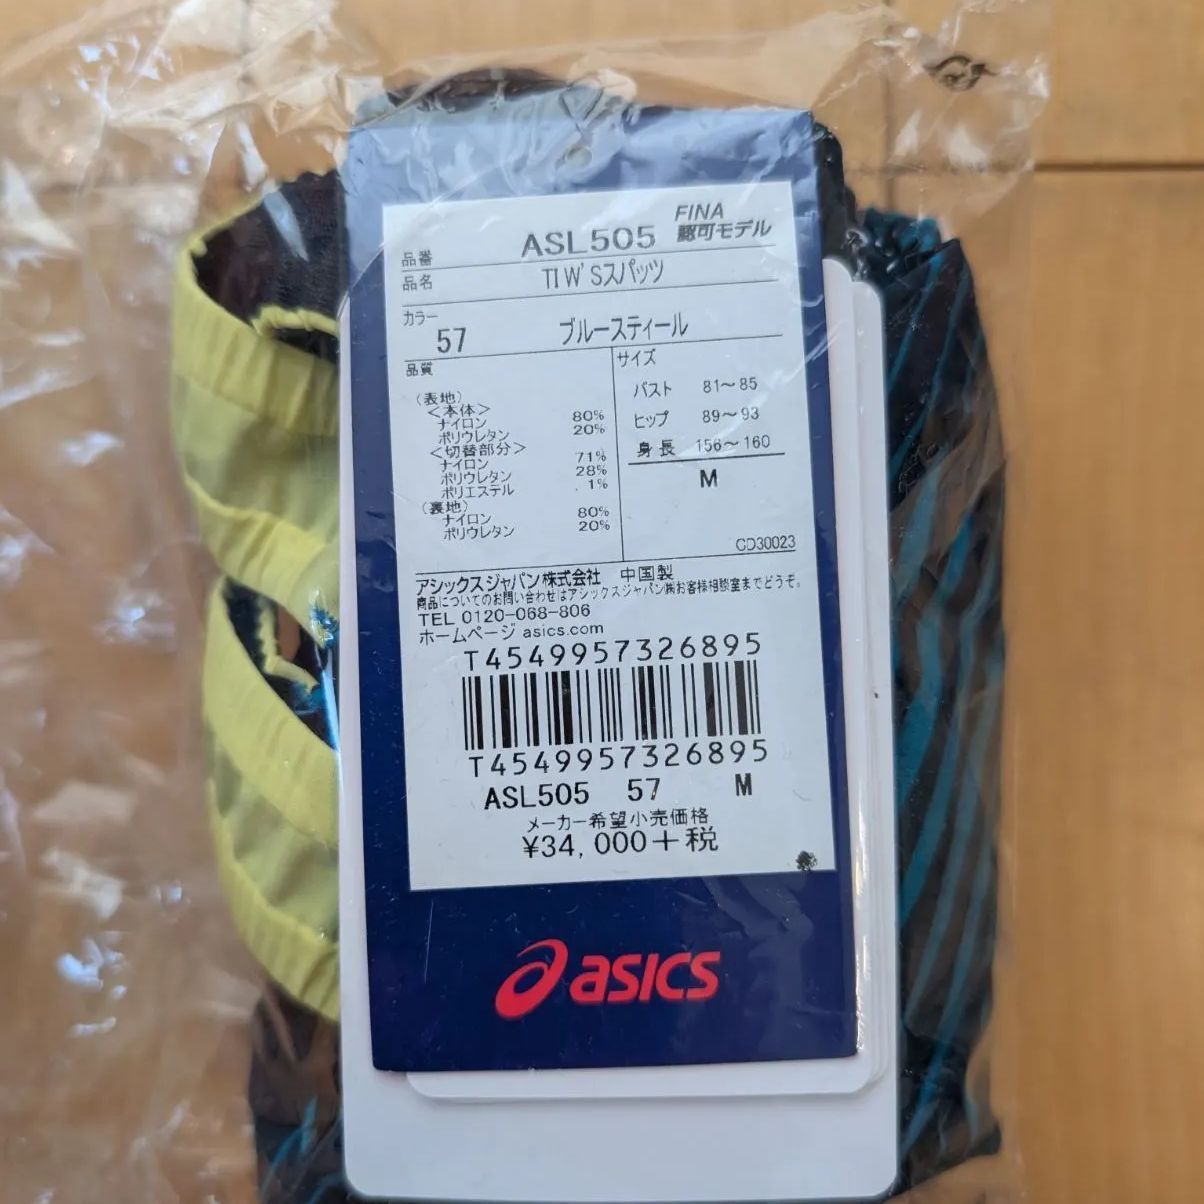 品番 ASL505 FINA 認可モデル
品名 TI W'Sスパッツ
カラー
57 ブルースティール
品質
(表地)
<本体>
ナイロン 80%
ポリウレタン 20%
<切替部分>
ナイロン 71%
ポリウレタン 28%
ポリエステル 1%
(裏地)
ナイロン 80%
ポリウレタン 20%
サイズ
バスト 81~85
ヒップ 89~93
身長 156~160
M
CD30023
アシックスジャパン株式会社 中国製
商品についてのお問い合わせはアシックスジャパン㈱お客様相談室までどうぞ。
TEL 0120-068-806
ホームページ asics.com
T4549957326895
T4549957326895
ASL505 57 M
メーカー希望小売価格
¥34,000+税
asics